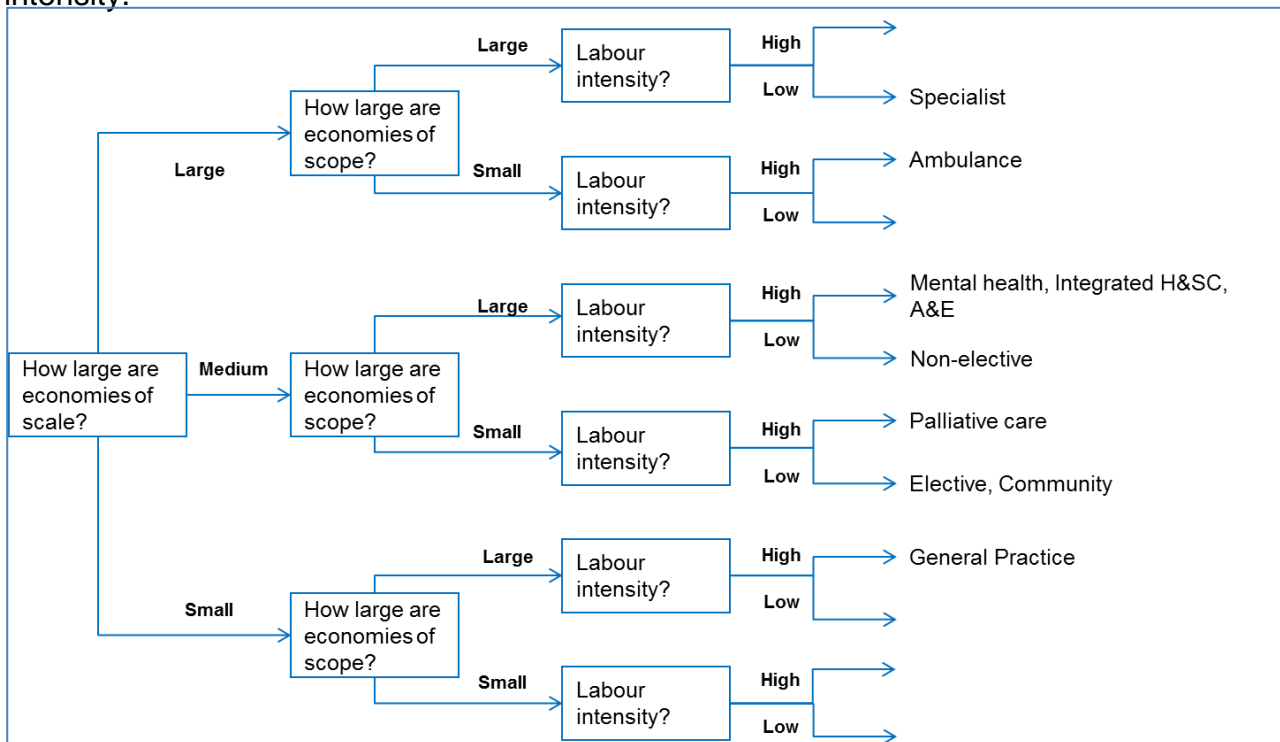 intensity.
Large
Labour
intensity?
High
Low
Specialist
How large are
economies of
scope?
Large
Small
Labour
intensity?
High
Low
Ambulance
Large
Labour
intensity?
High
Low
Mental health, Integrated H&SC,
A&E
Non-elective
How large are
economies of
scale?
Medium
How large are
economies of
scope?
Small
Labour
intensity?
High
Low
Palliative care
Elective, Community
Large
Labour
intensity?
High
Low
General Practice
Small
How large are
economies of
scope?
Small
Labour
intensity?
High
Low